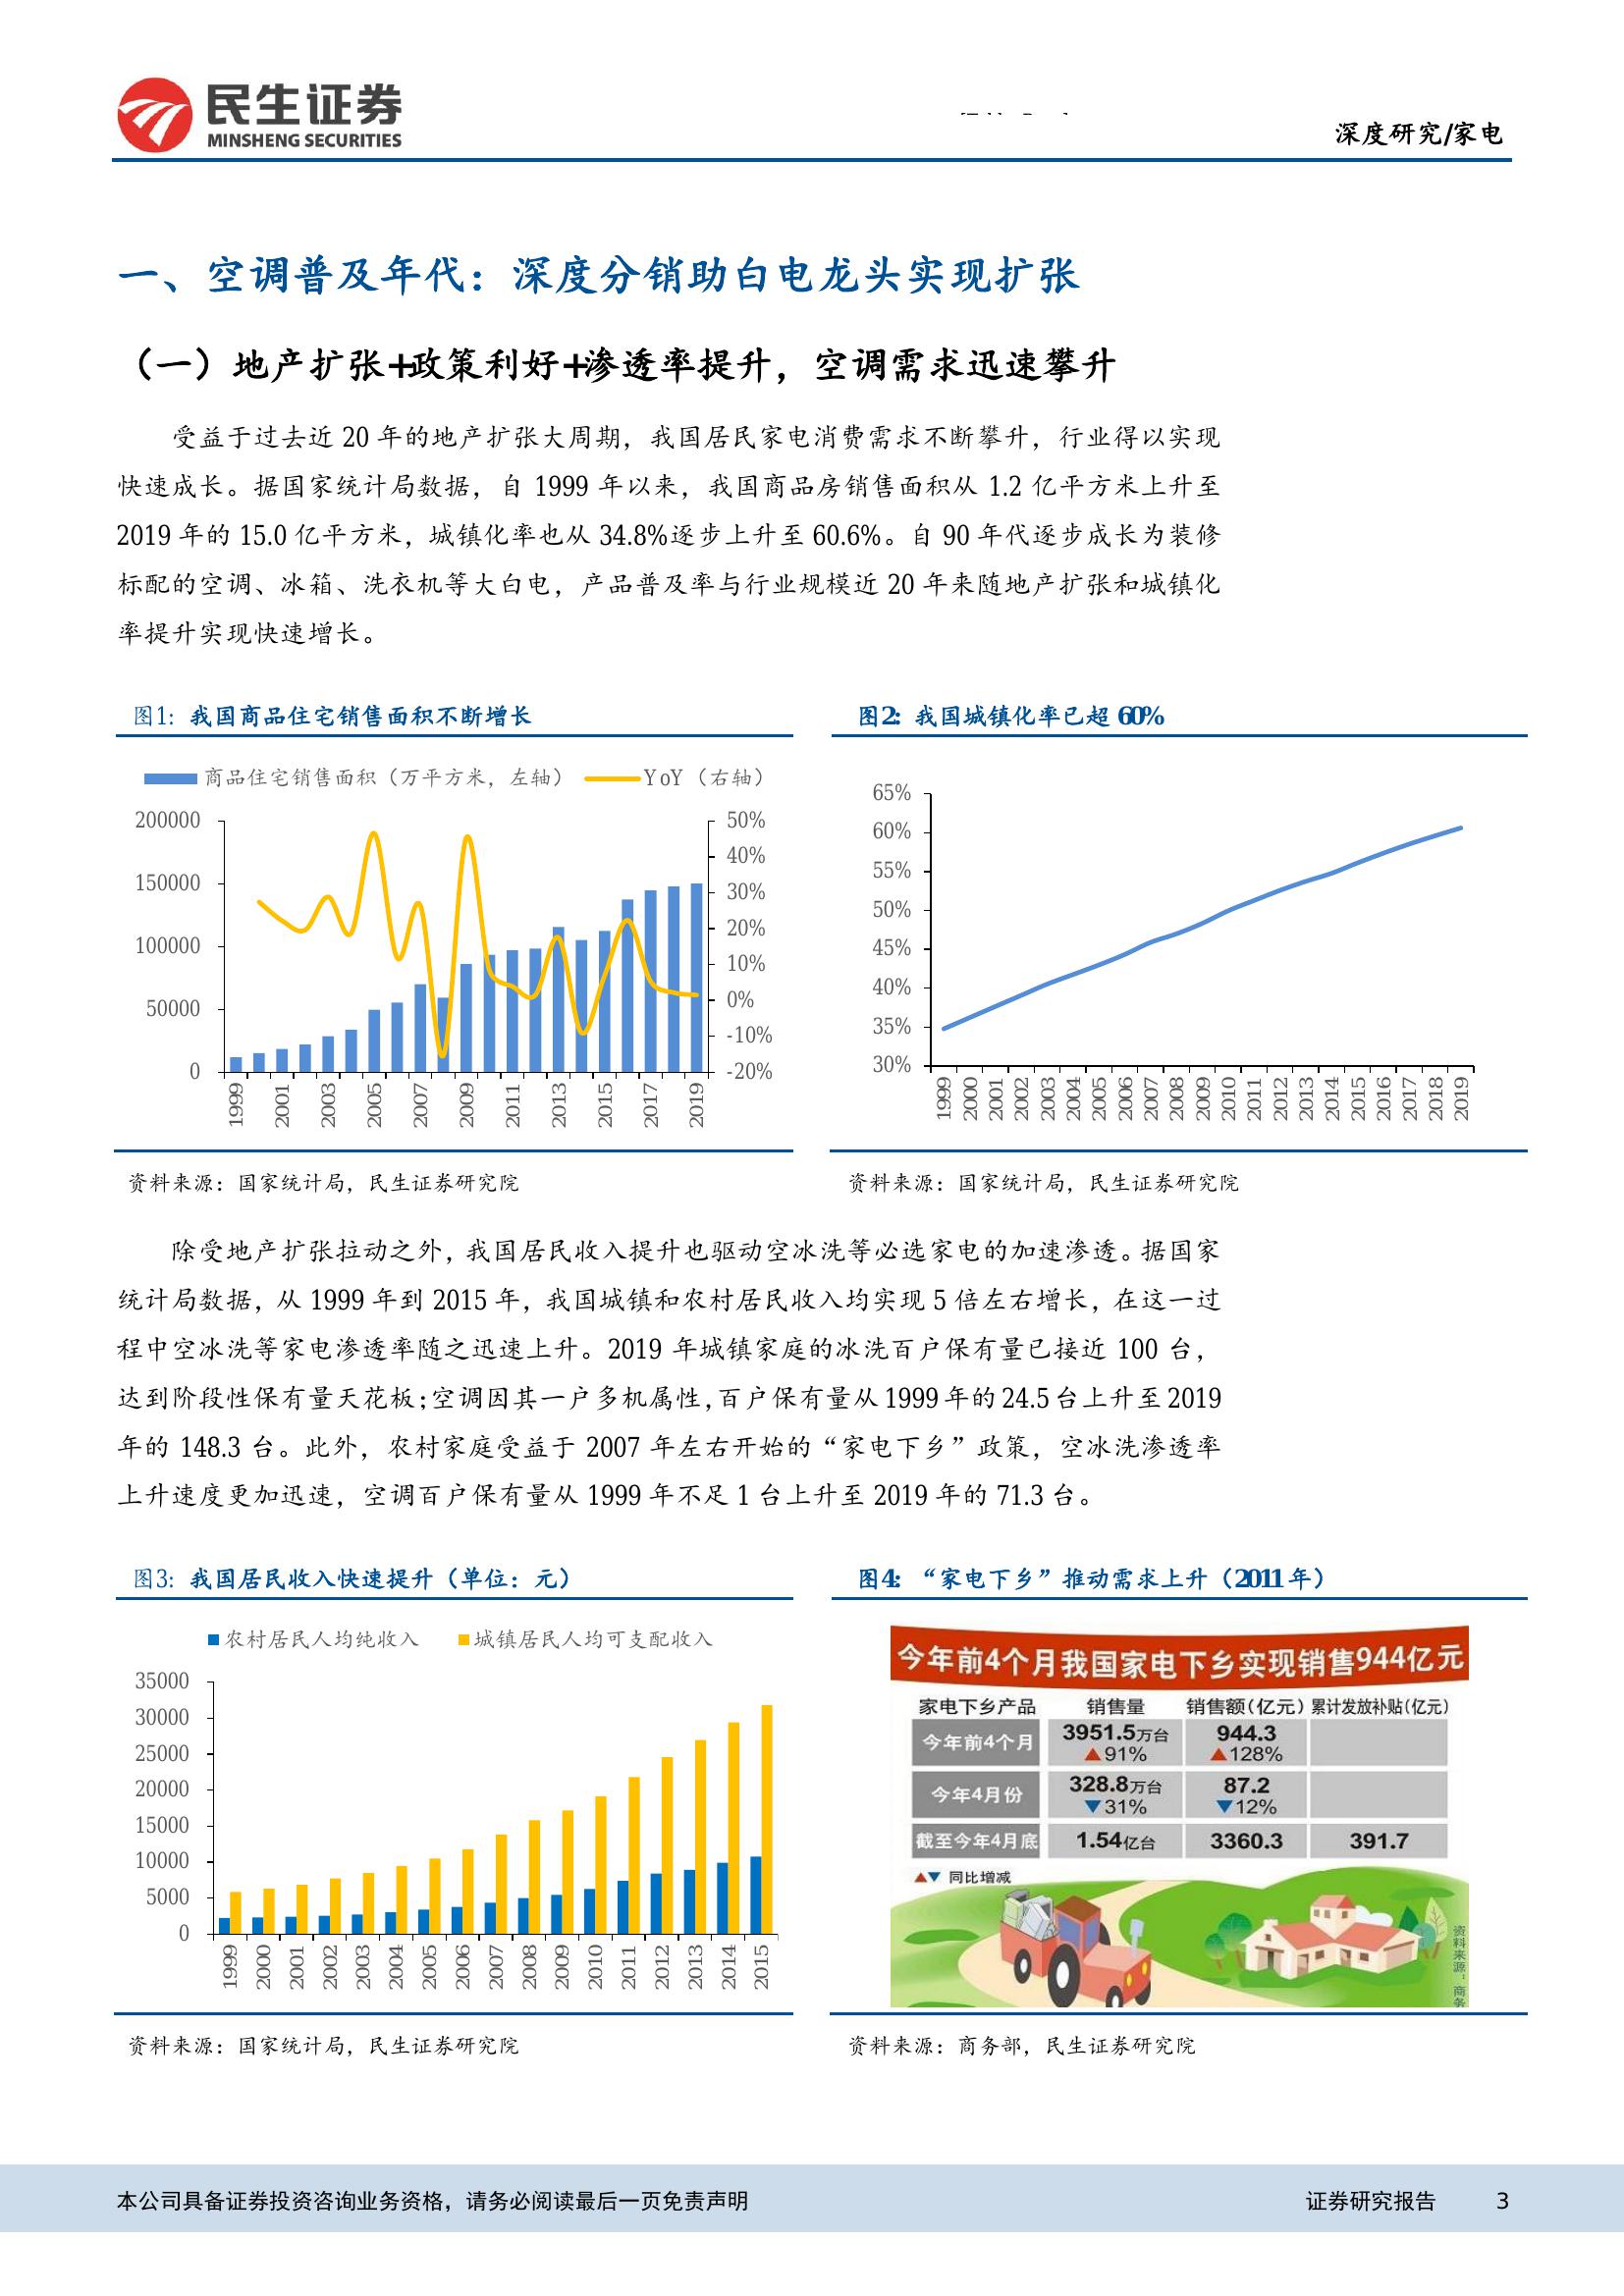 民生证券
MINSHENG SECURITIES
深度研究/家电
一、空调普及年代：深度分销助白电龙头实现扩张
（一）地产扩张+政策利好+渗透率提升，空调需求迅速攀升
受益于过去近 20 年的地产扩张大周期，我国居民家电消费需求不断攀升，行业得以实现
快速成长。据国家统计局数据，自 1999 年以来，我国商品房销售面积从 1.2 亿平方米上升至
2019 年的 15.0 亿平方米，城镇化率也从 34.8%逐步上升至 60.6%。自 90 年代逐步成长为装修
标配的空调、冰箱、洗衣机等大白电，产品普及率与行业规模近 20 年来随地产扩张和城镇化
率提升实现快速增长。
图1：我国商品住宅销售面积不断增长
商品住宅销售面积（万平方米，左轴） YoY（右轴）
200000
150000
100000
50000
0
50%
40%
30%
20%
10%
0%
-10%
-20%
1999 2001 2003 2005 2007 2009 2011 2013 2015 2017 2019
资料来源：国家统计局，民生证券研究院
图2：我国城镇化率已超 60%
65%
60%
55%
50%
45%
40%
35%
30%
1999 2000 2001 2002 2003 2004 2005 2006 2007 2008 2009 2010 2011 2012 2013 2014 2015 2016 2017 2018 2019
资料来源：国家统计局，民生证券研究院
除受地产扩张拉动之外，我国居民收入提升也驱动空冰洗等必选家电的加速渗透。据国家
统计局数据，从 1999 年到 2015 年，我国城镇和农村居民收入均实现 5 倍左右增长，在这一过
程中空冰洗等家电渗透率随之迅速上升。2019 年城镇家庭的冰洗百户保有量已接近 100 台，
达到阶段性保有量天花板；空调因其一户多机属性，百户保有量从 1999 年的 24.5 台上升至 2019
年的 148.3 台。此外，农村家庭受益于 2007 年左右开始的“家电下乡”政策，空冰洗渗透率
上升速度更加迅速，空调百户保有量从 1999 年不足 1 台上升至 2019 年的 71.3 台。
图3：我国居民收入快速提升（单位：元）
农村居民人均纯收入 城镇居民人均可支配收入
35000
30000
25000
20000
15000
10000
5000
0
1999 2000 2001 2002 2003 2004 2005 2006 2007 2008 2009 2010 2011 2012 2013 2014 2015
资料来源：国家统计局，民生证券研究院
图4：“家电下乡”推动需求上升（2011 年）
今年前4个月我国家电下乡实现销售944亿元
家电下乡产品 销售量 销售额(亿元) 累计发放补贴(亿元)
今年前4个月 3951.5万台 944.3
▲91% ▲128%
今年4月份 328.8万台 87.2
▼31% ▼12%
截至今年4月底 1.54亿台 3360.3 391.7
▲▼ 同比增减
资料来源：商务
资料来源：商务部，民生证券研究院
本公司具备证券投资咨询业务资格，请务必阅读最后一页免责声明 证券研究报告 3